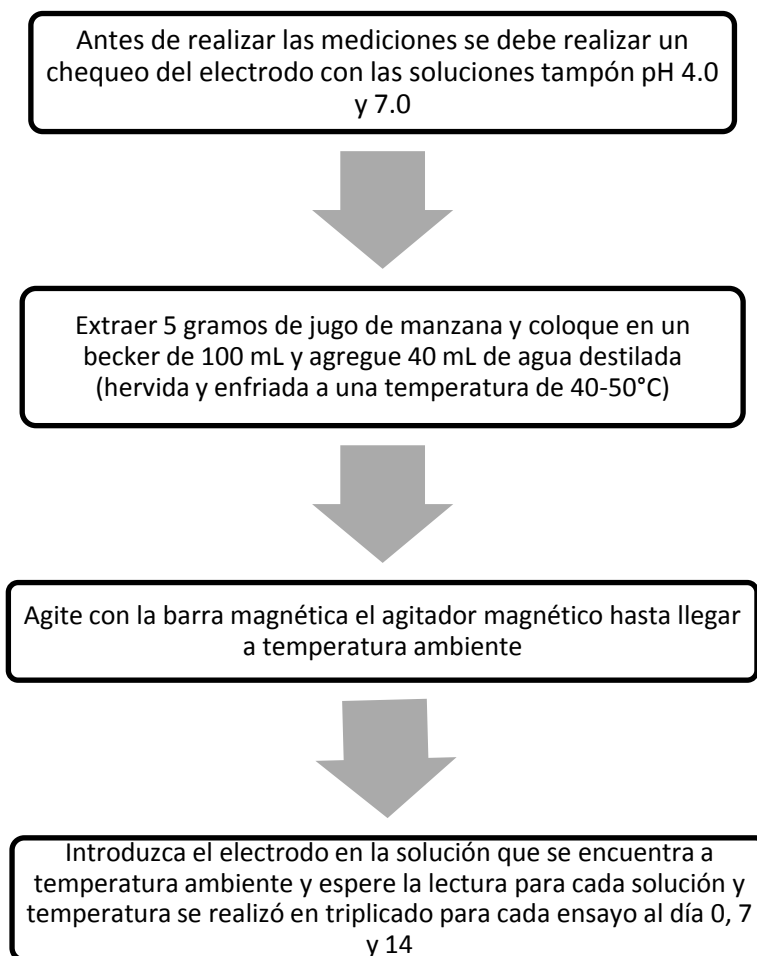 Antes de realizar las mediciones se debe realizar un
chequeo del electrodo con las soluciones tampón pH 4.0
y 7.0
Extraer 5 gramos de jugo de manzana y coloque en un
becker de 100 mL y agregue 40 mL de agua destilada
(hervida y enfriada a una temperatura de 40-50°C)
Agite con la barra magnética el agitador magnético hasta llegar
a temperatura ambiente
Introduzca el electrodo en la solución que se encuentra a
temperatura ambiente y espere la lectura para cada solución y
temperatura se realizó en triplicado para cada ensayo al día 0, 7
y 14